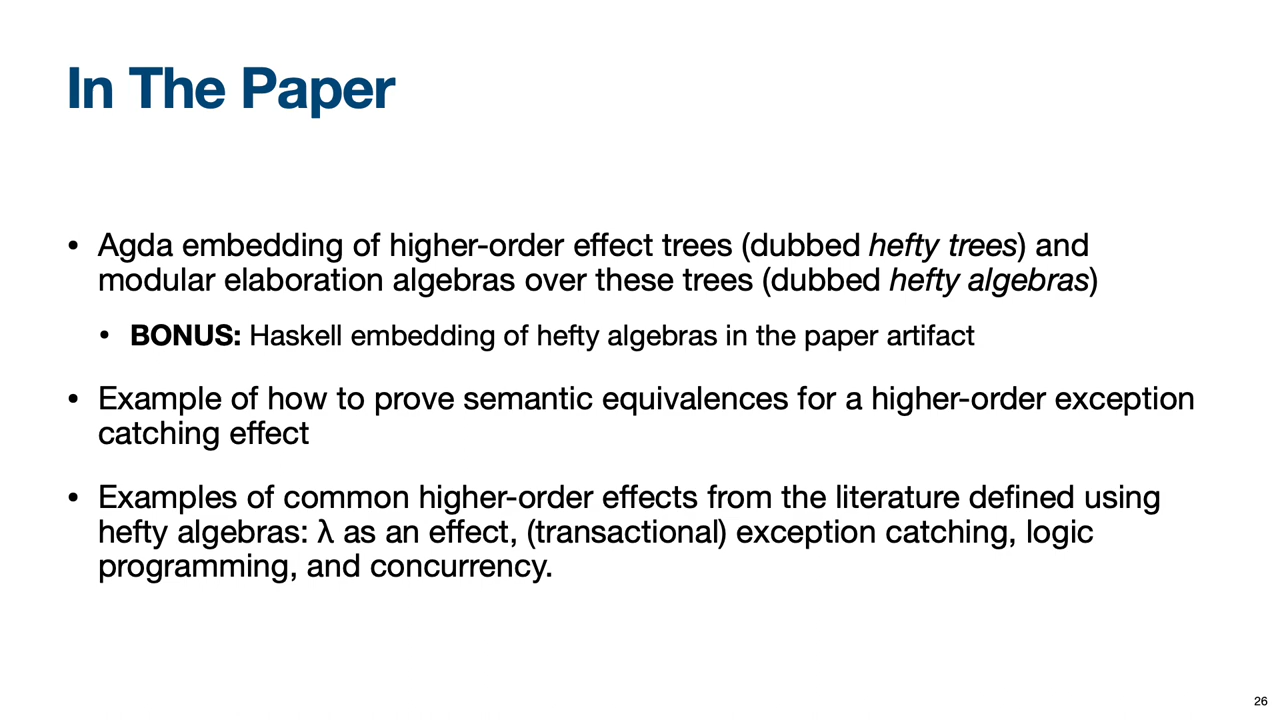 In The Paper
• Agda embedding of higher-order effect trees (dubbed hefty trees) and
modular elaboration algebras over these trees (dubbed hefty algebras)
• BONUS: Haskell embedding of hefty algebras in the paper artifact
• Example of how to prove semantic equivalences for a higher-order exception
catching effect
• Examples of common higher-order effects from the literature defined using
hefty algebras: λ as an effect, (transactional) exception catching, logic
programming, and concurrency.
26